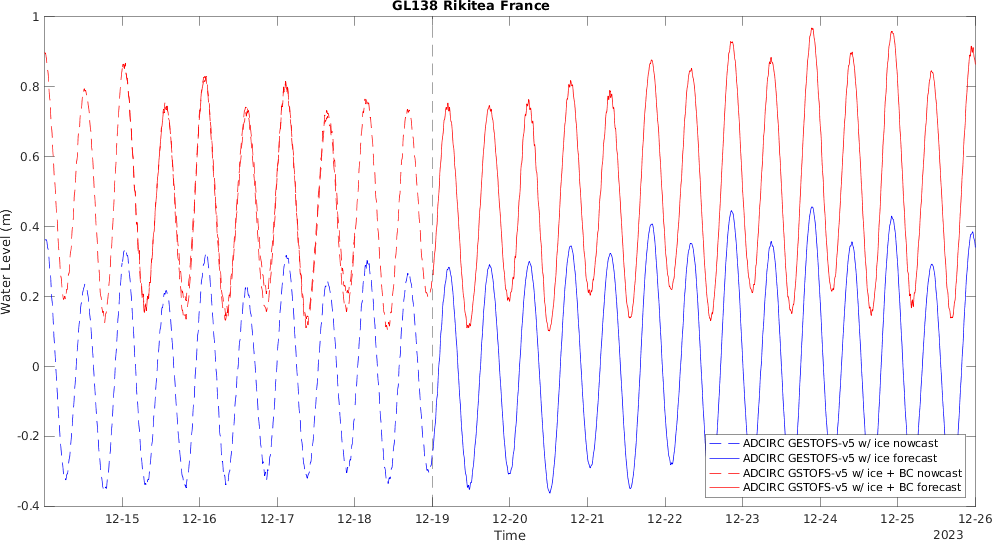 GL138 Rikitea France
1
0.8
0.6
0.4
0.2
0
-0.2
-0.4
Water Level (m)
ADCIRC GESTOFS-v5 w/ ice nowcast
ADCIRC GESTOFS-v5 w/ ice forecast
ADCIRC GSTOFS-v5 w/ ice + BC nowcast
ADCIRC GSTOFS-v5 w/ ice + BC forecast
12-15 12-16 12-17 12-18 12-19 12-20 12-21 12-22 12-23 12-24 12-25 12-26
Time
2023